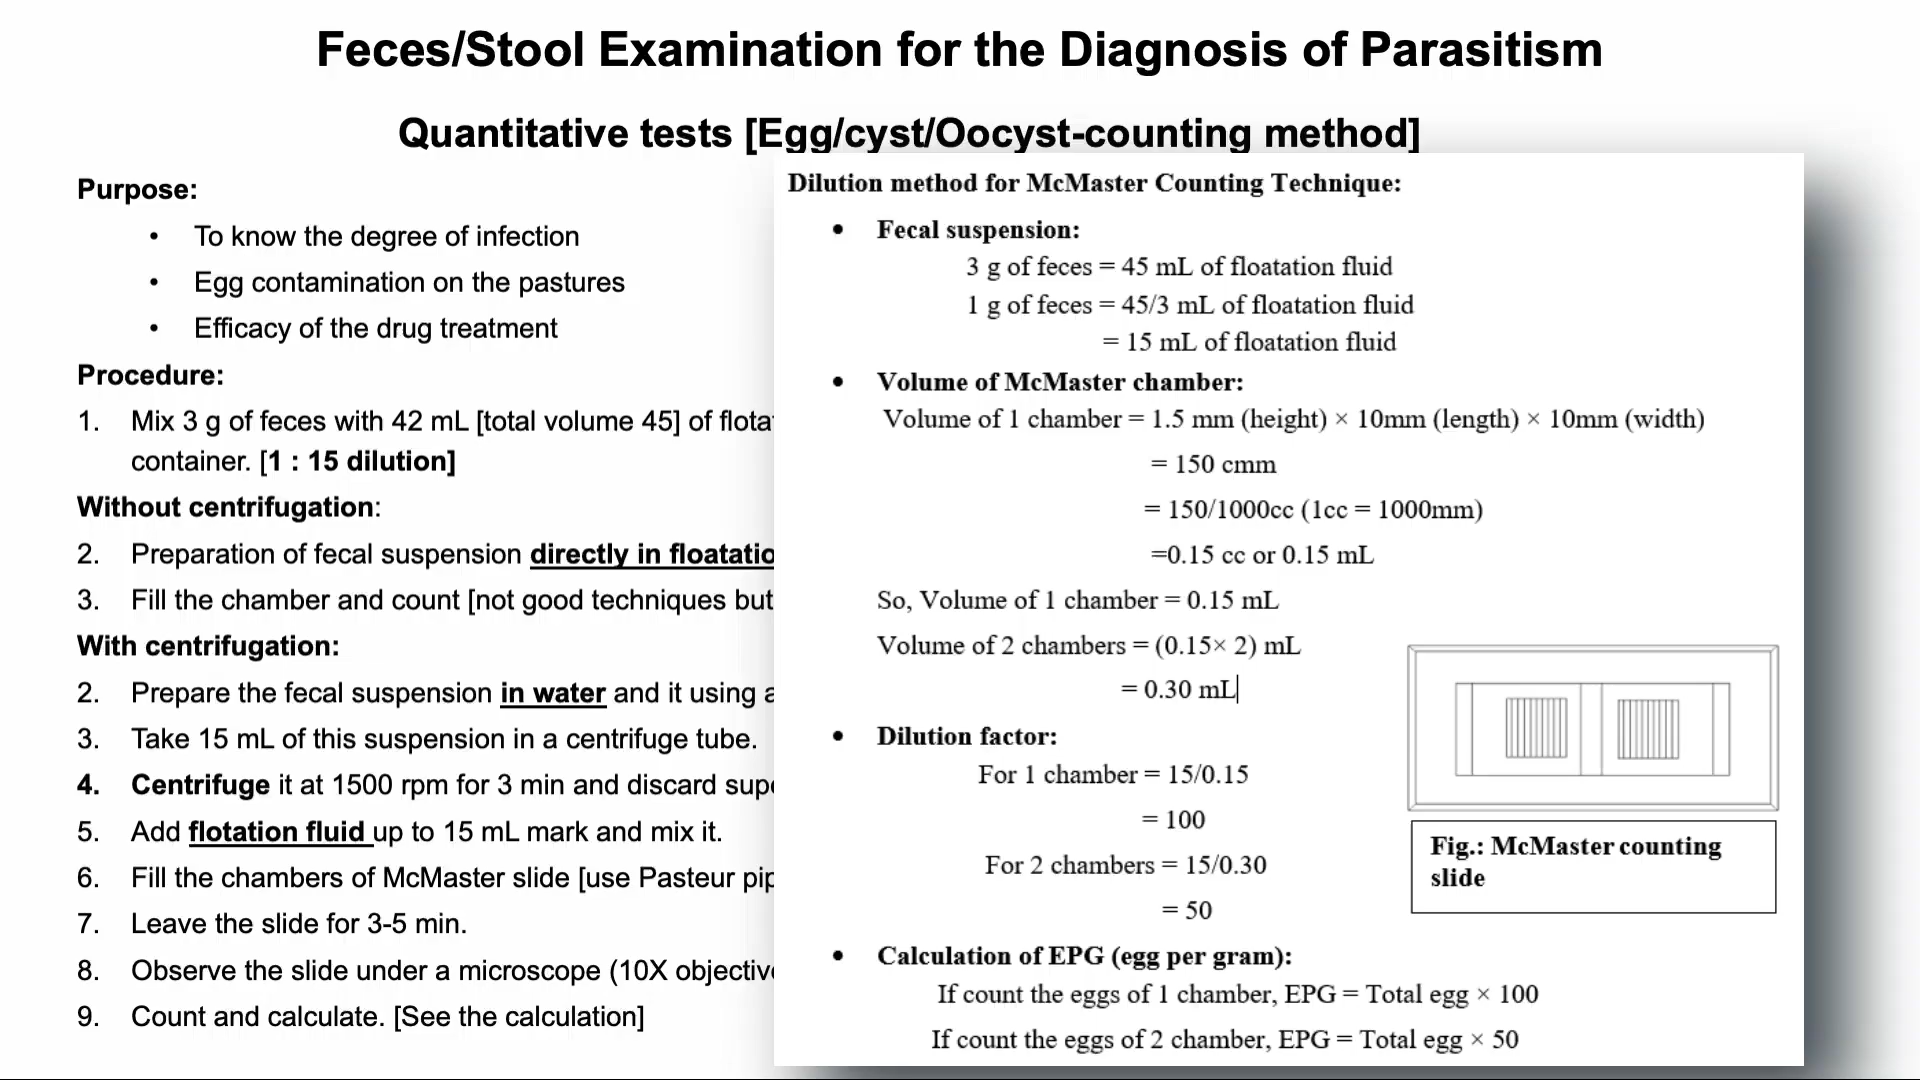 Feces/Stool Examination for the Diagnosis of Parasitism
Quantitative tests [Egg/cyst/Oocyst-counting method]
Purpose:
• To know the degree of infection
• Egg contamination on the pastures
• Efficacy of the drug treatment
Procedure:
1. Mix 3 g of feces with 42 mL [total volume 45] of
container. [1 : 15 dilution]
Without centrifugation:
2. Preparation of fecal suspension directly in
3. Fill the chamber and count [not good techniques but
With centrifugation:
2. Prepare the fecal suspension in water and it using
3. Take 15 mL of this suspension in a centrifuge tube.
4. Centrifuge it at 1500 rpm for 3 min and discard
5. Add flotation fluid up to 15 mL mark and mix it.
6. Fill the chambers of McMaster slide [use Pasteur
7. Leave the slide for 3-5 min.
8. Observe the slide under a microscope (10X
9. Count and calculate. [See the calculation]
Dilution method for McMaster Counting Technique:
• Fecal suspension:
3 g of feces = 45 mL of floatation fluid
1 g of feces = 45/3 mL of floatation fluid
= 15 mL of floatation fluid
• Volume of McMaster chamber:
Volume of 1 chamber = 1.5 mm (height) × 10mm (length) × 10mm (width)
= 150 cmm
= 150/1000cc (1cc = 1000mm)
=0.15 cc or 0.15 mL
So, Volume of 1 chamber = 0.15 mL
Volume of 2 chambers = (0.15× 2) mL
= 0.30 mL
• Dilution factor:
For 1 chamber = 15/0.15
= 100
For 2 chambers = 15/0.30
= 50
• Calculation of EPG (egg per gram):
If count the eggs of 1 chamber, EPG = Total egg × 100
If count the eggs of 2 chamber, EPG = Total egg × 50
Fig.: McMaster counting
slide